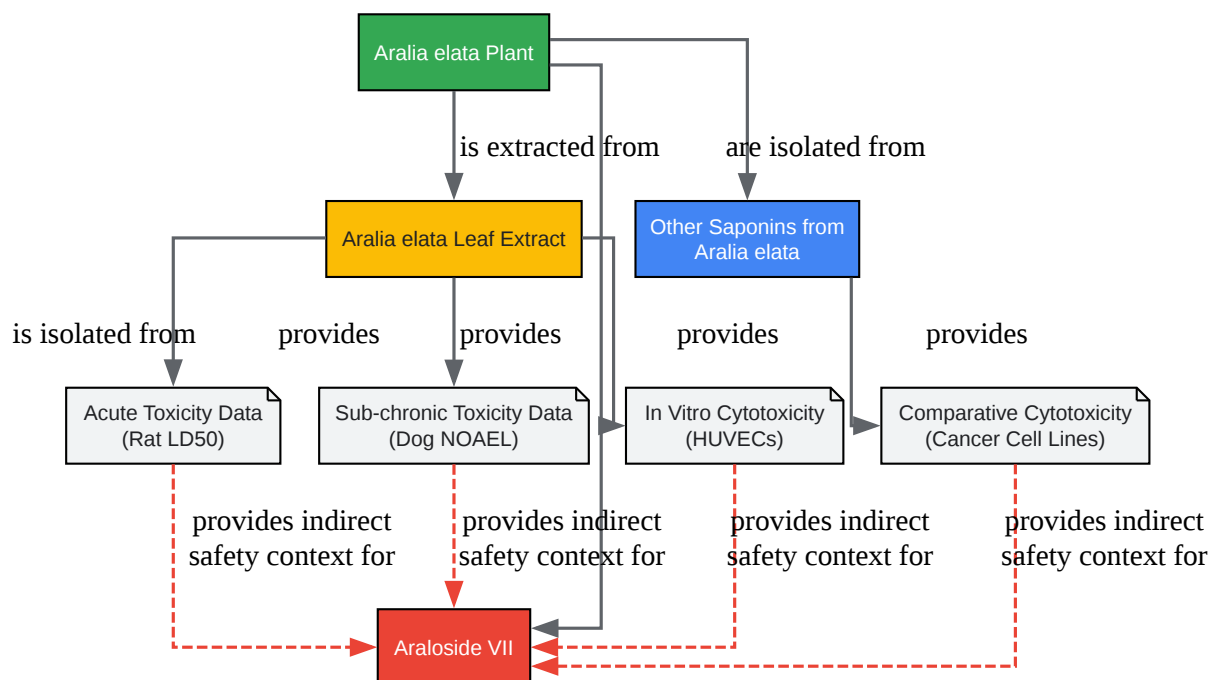 Aralia elata Plant
is extracted from
are isolated from
Aralia elata Leaf Extract
Other Saponins from
Aralia elata
is isolated from
provides
provides
provides
provides
Acute Toxicity Data
(Rat LD50)
Sub-chronic Toxicity Data
(Dog NOAEL)
In Vitro Cytotoxicity
(HUVECs)
Comparative Cytotoxicity
(Cancer Cell Lines)
provides indirect
safety context for
provides indirect
safety context for
provides indirect
safety context for
provides indirect
safety context for
Araloside VII